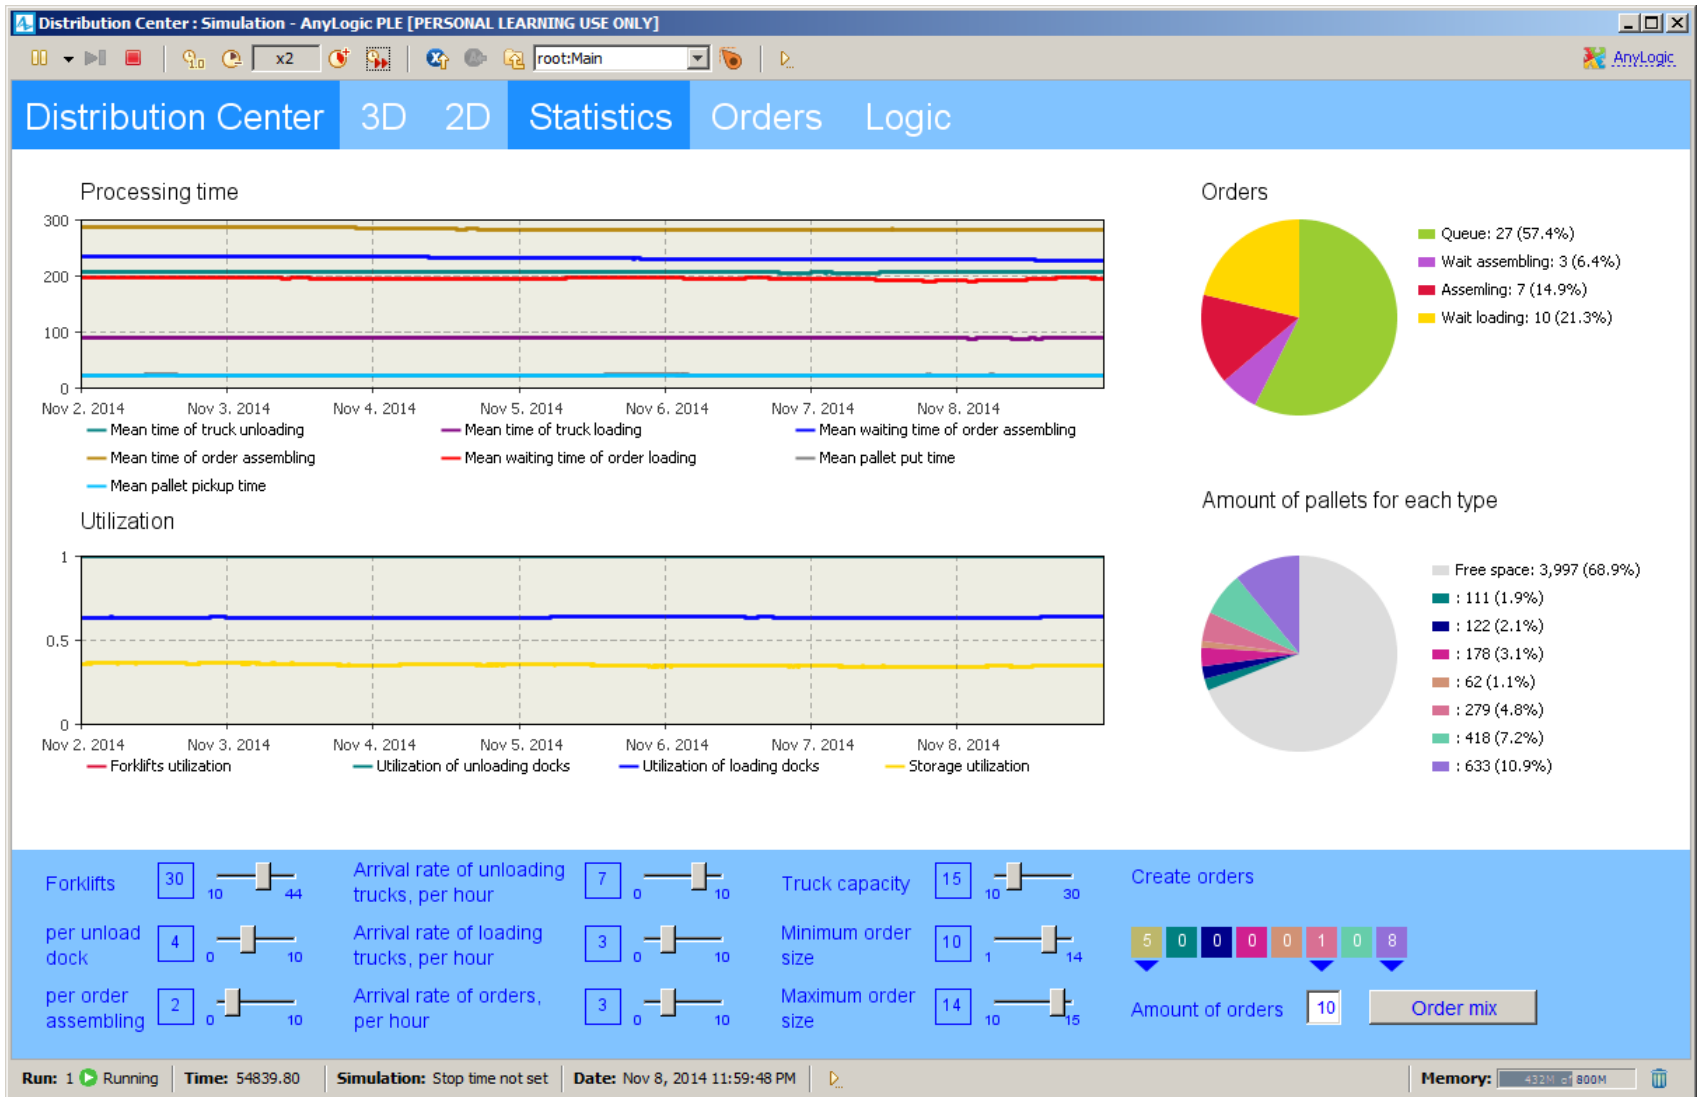 Distribution Center : Simulation - AnyLogic PLE [PERSONAL LEARNING USE ONLY]
x2 root:Main AnyLogic
Distribution Center 3D 2D Statistics Orders Logic
Processing time
300
200
100
0
Nov 2, 2014 Nov 3, 2014 Nov 4, 2014 Nov 5, 2014 Nov 6, 2014 Nov 7, 2014 Nov 8, 2014
Mean time of truck unloading Mean time of truck loading Mean waiting time of order assembling
Mean time of order assembling Mean waiting time of order loading Mean pallet put time
Mean pallet pickup time
Orders
Queue: 27 (57.4%)
Wait assembling: 3 (6.4%)
Assemling: 7 (14.9%)
Wait loading: 10 (21.3%)
Utilization
1
0.5
0
Nov 2, 2014 Nov 3, 2014 Nov 4, 2014 Nov 5, 2014 Nov 6, 2014 Nov 7, 2014 Nov 8, 2014
Forklifts utilization Utilization of unloading docks Utilization of loading docks Storage utilization
Amount of pallets for each type
Free space: 3,997 (68.9%)
: 111 (1.9%)
: 122 (2.1%)
: 178 (3.1%)
: 62 (1.1%)
: 279 (4.8%)
: 418 (7.2%)
: 633 (10.9%)
Forklifts 30 10 44
per unload
dock 4 0 10
per order
assembling 2 0 10
Arrival rate of unloading
trucks, per hour 7 0 10
Arrival rate of loading
trucks, per hour 3 0 10
Arrival rate of orders,
per hour 3 0 10
Truck capacity 15 10 30
Minimum order
size 10 1 14
Maximum order
size 14 10 15
Create orders
5 0 0 0 0 1 0 8
Amount of orders 10 Order mix
Run: 1 Running Time: 54839.80 Simulation: Stop time not set Date: Nov 8, 2014 11:59:48 PM Memory: 432M of 800M